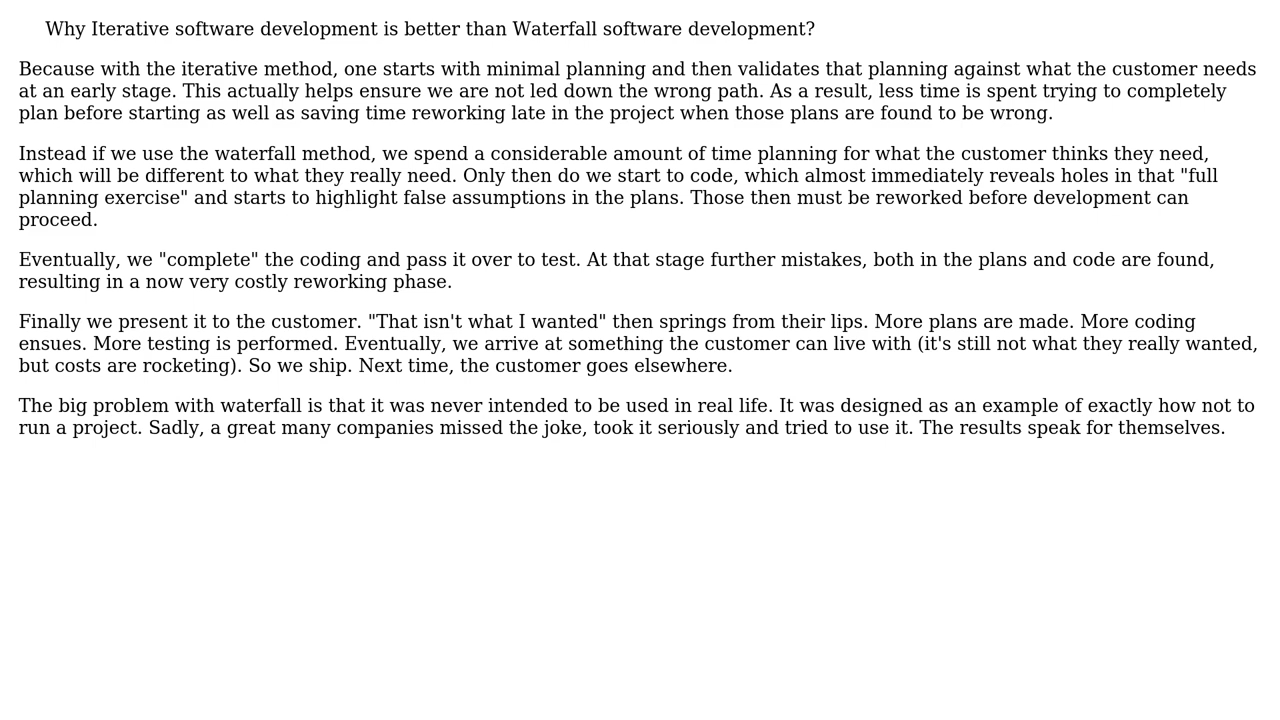 Why Iterative software development is better than Waterfall software development?
Because with the iterative method, one starts with minimal planning and then validates that planning against what the customer needs
at an early stage. This actually helps ensure we are not led down the wrong path. As a result, less time is spent trying to completely
plan before starting as well as saving time reworking late in the project when those plans are found to be wrong.
Instead if we use the waterfall method, we spend a considerable amount of time planning for what the customer thinks they need,
which will be different to what they really need. Only then do we start to code, which almost immediately reveals holes in that "full
planning exercise" and starts to highlight false assumptions in the plans. Those then must be reworked before development can
proceed.
Eventually, we "complete" the coding and pass it over to test. At that stage further mistakes, both in the plans and code are found,
resulting in a now very costly reworking phase.
Finally we present it to the customer. "That isn't what I wanted" then springs from their lips. More plans are made. More coding
ensues. More testing is performed. Eventually, we arrive at something the customer can live with (it's still not what they really wanted,
but costs are rocketing). So we ship. Next time, the customer goes elsewhere.
The big problem with waterfall is that it was never intended to be used in real life. It was designed as an example of exactly how not to
run a project. Sadly, a great many companies missed the joke, took it seriously and tried to use it. The results speak for themselves.